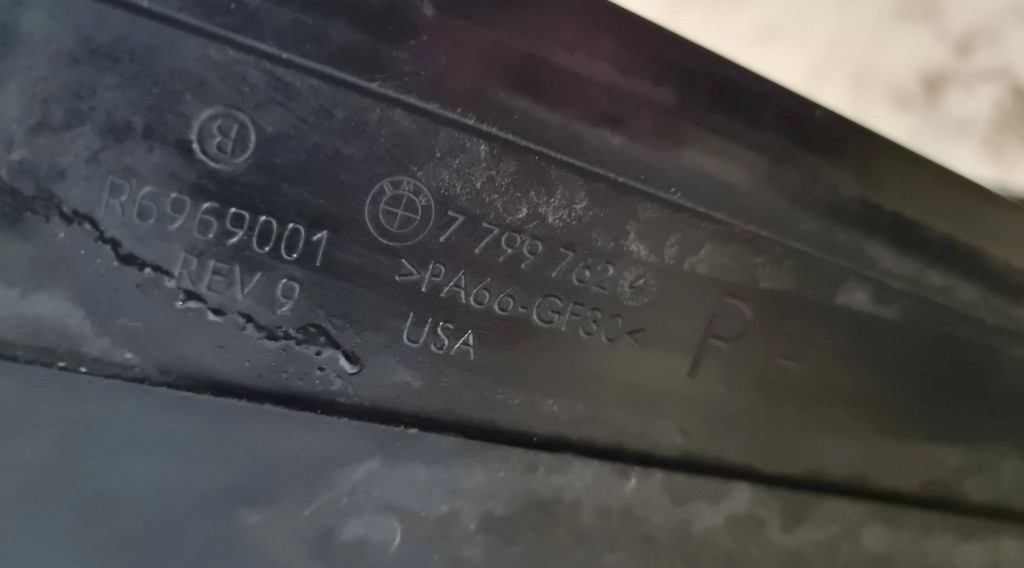 B
R6969001
REV 9
BMW 7 799 762
>PA66-GF30<
USA
P